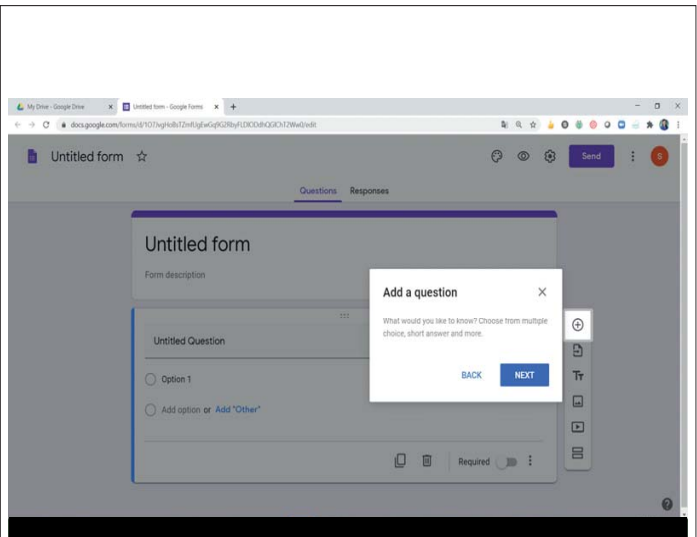 My Drive - Google Drive
Untitled form - Google Forms
Untitled form
Send
S
Questions Responses
Untitled form
Form description
Add a question
What would you like to know? Choose from multiple
choice, short answer and more.
BACK NEXT
Untitled Question
Option 1
Add option or Add "Other"
Required
Tт